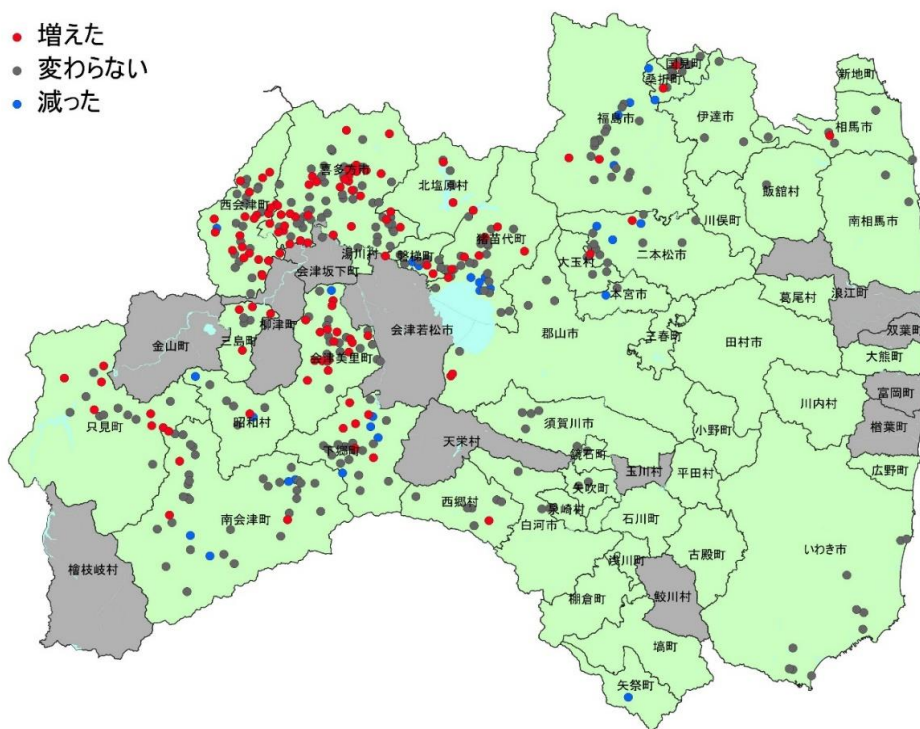 増えた
変わらない
減った
国見町
桑折町
新地町
福島市
伊達市
相馬市
喜多方市
北塩原村
西会津町
飯舘村
川俣町
南相馬市
猪苗代町
湯川村
磐梯町
大玉村
二本松市
会津坂下町
本宮市
葛尾村
浪江町
柳津町
会津若松市
郡山市
三春町
田村市
双葉町
金山町
三島町
会津美里町
大熊町
富岡町
川内村
只見町
昭和村
須賀川市
小野町
楢葉町
下郷町
天栄村
鏡石町
玉川村
平田村
広野町
矢吹町
西郷村
泉崎村
南会津町
白河市
石川町
古殿町
いわき市
檜枝岐村
浅川町
棚倉町
鮫川村
塙町
矢祭町